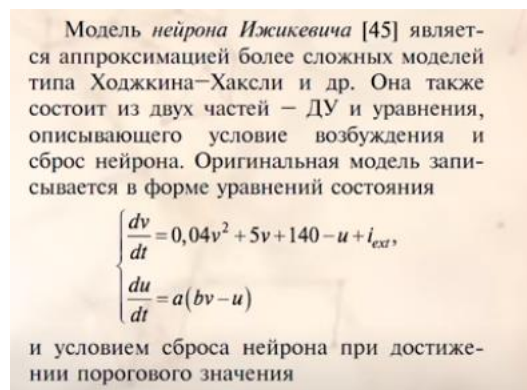 Модель нейрона Ижикевича [45] являет-
ся аппроксимацией более сложных моделей
типа Ходжкина—Хаксли и др. Она также
состоит из двух частей — ДУ и уравнения,
описывающего условие возбуждения и
сброс нейрона. Оригинальная модель запи-
сывается в форме уравнений состояния
dv/dt = 0,04v² + 5v + 140 − u + i_ext,
du/dt = a(bv − u)
и условием сброса нейрона при достиже-
нии порогового значения